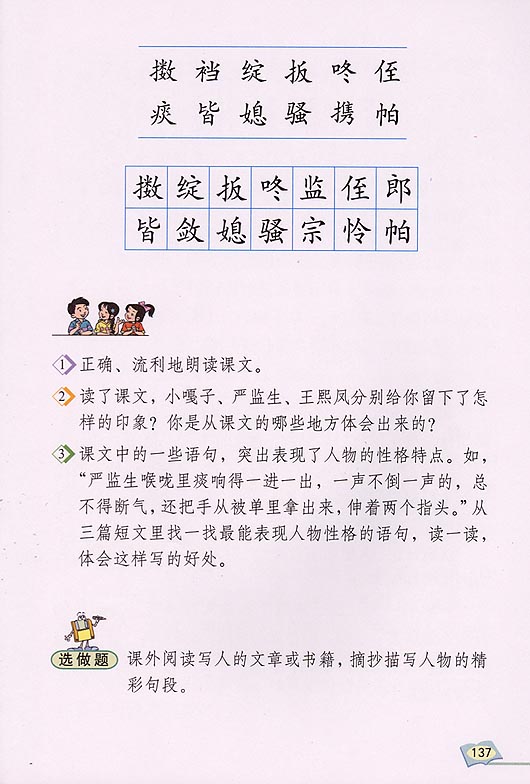 擞 裆 绽 扳 咚 侄
痰 皆 媳 骚 携 帕
擞 绽 扳 咚 监 侄 郎
皆 敛 媳 骚 宗 怜 帕
1 正确、流利地朗读课文。
2 读了课文，小嘎子、严监生、王熙凤分别给你留下了怎
样的印象？你是从课文的哪些地方体会出来的？
3 课文中的一些语句，突出表现了人物的性格特点。如，
“严监生喉咙里痰响得一进一出，一声不倒一声的，总
不得断气，还把手从被单里拿出来，伸着两个指头。”从
三篇短文里找一找最能表现人物性格的语句，读一读，
体会这样写的好处。
选做题 课外阅读写人的文章或书籍，摘抄描写人物的精
彩句段。
137